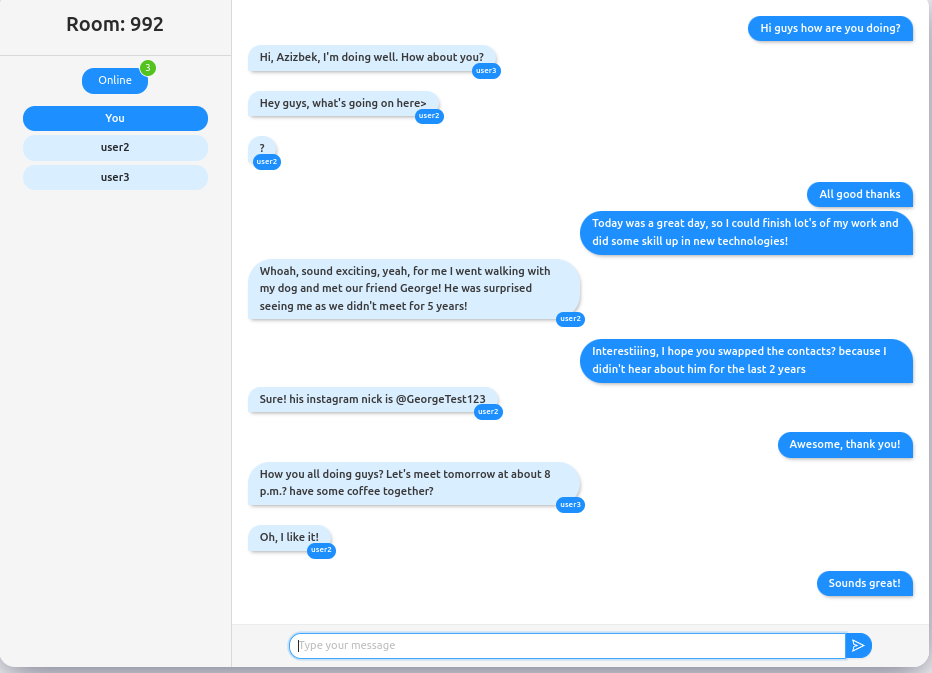 Room: 992
Online
3
You
user2
user3
Hi guys how are you doing?
Hi, Azizbek, I'm doing well. How about you?
user3
Hey guys, what's going on here>
user2
?
user2
All good thanks
Today was a great day, so I could finish lot's of my work and
did some skill up in new technologies!
Whoah, sound exciting, yeah, for me I went walking with
my dog and met our friend George! He was surprised
seeing me as we didn't meet for 5 years!
user2
Interestiiing, I hope you swapped the contacts? because I
didin't hear about him for the last 2 years
Sure! his instagram nick is @GeorgeTest123
user2
Awesome, thank you!
How you all doing guys? Let's meet tomorrow at about 8
p.m.? have some coffee together?
user3
Oh, I like it!
user2
Sounds great!
Type your message